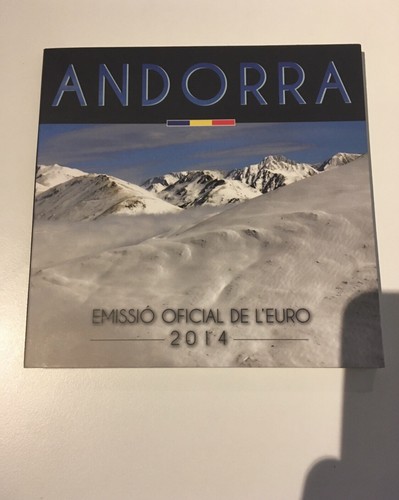 ANDORRA
EMISSIÓ OFICIAL DE L'EURO
2014